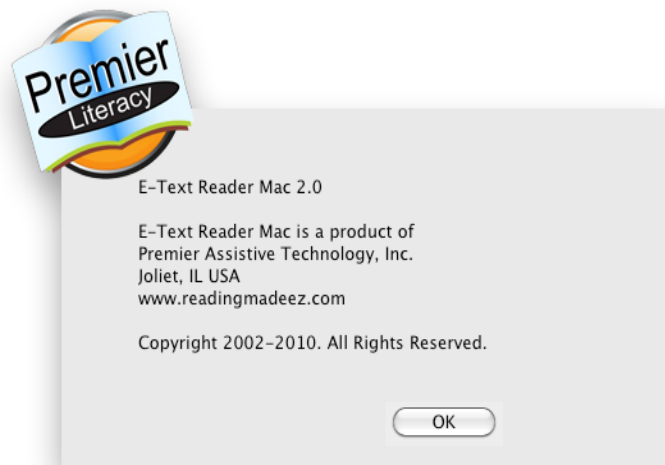 Premier
Literacy
E-Text Reader Mac 2.0
E-Text Reader Mac is a product of
Premier Assistive Technology, Inc.
Joliet, IL USA
www.readingmadeez.com
Copyright 2002-2010. All Rights Reserved.
OK